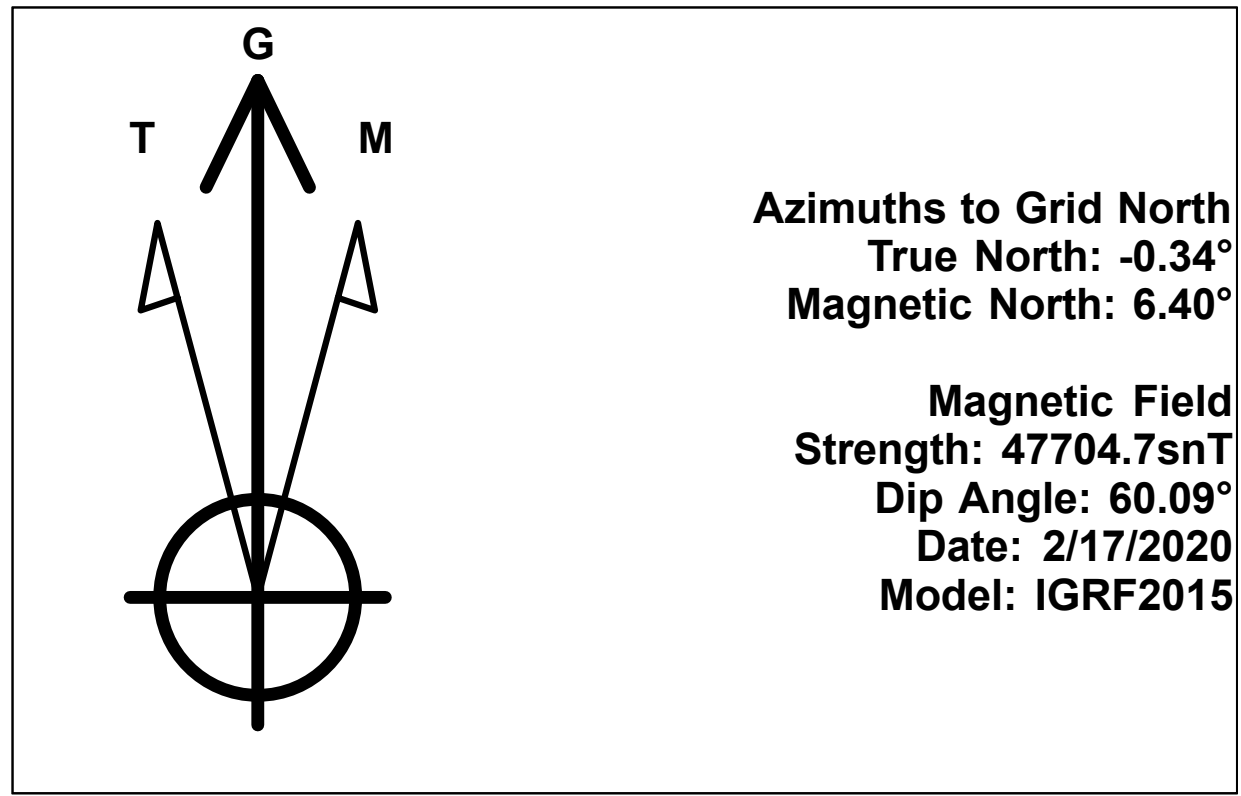 G
T
M
Azimuths to Grid North
True North: -0.34°
Magnetic North: 6.40°
Magnetic Field
Strength: 47704.7snT
Dip Angle: 60.09°
Date: 2/17/2020
Model: IGRF2015